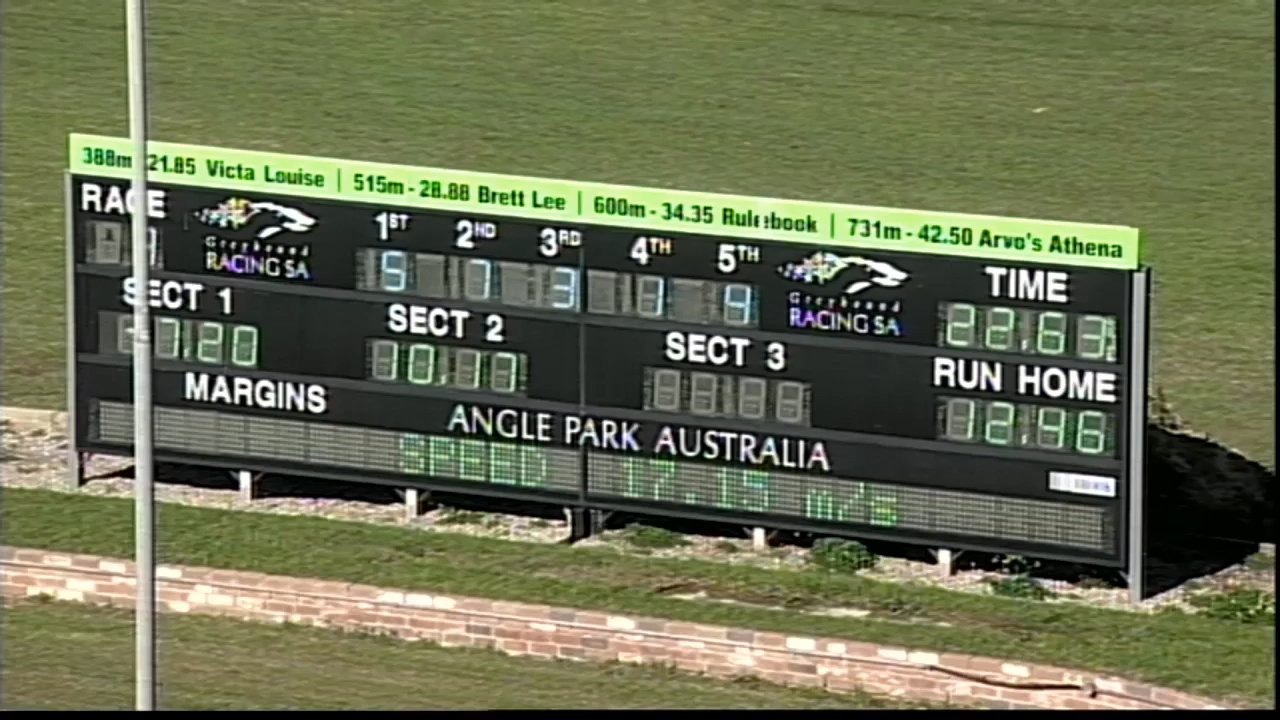 388m 21.85 Victa Louise | 515m - 28.88 Brett Lee | 600m - 34.35 Rulebook | 731m - 42.50 Arvo's Athena
RACE 1ST 2ND 3RD 4TH 5TH TIME
Greyhound RACING SA 5 7 3 Greyhound RACING SA 22.63
SECT 1 SECT 2 SECT 3 RUN HOME
7.20 12.46
MARGINS ANGLE PARK AUSTRALIA
SPEED 17.15 m/s